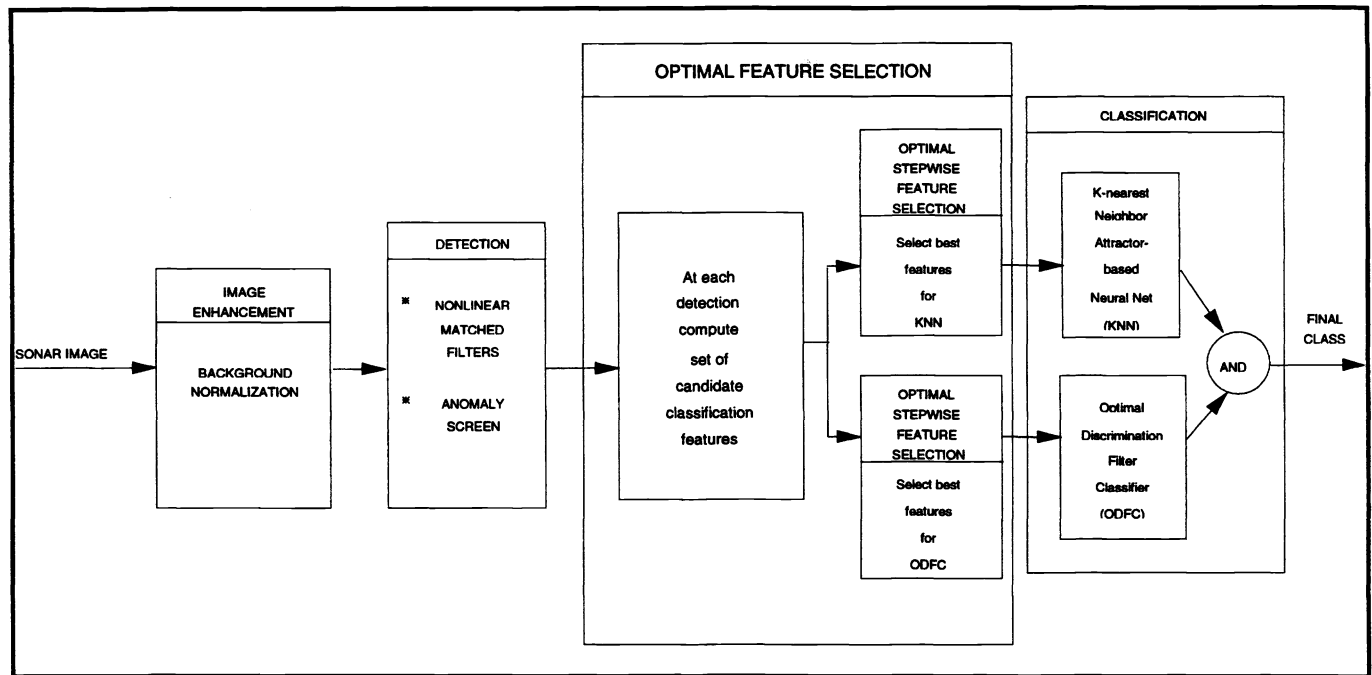 OPTIMAL FEATURE SELECTION
CLASSIFICATION
OPTIMAL
STEPWISE
FEATURE
SELECTION
Select best
features
for
KNN
K-nearest
Neighbor
Attractor-
based
Neural Net
(KNN)
DETECTION
* NONLINEAR
MATCHED
FILTERS
* ANOMALY
SCREEN
At each
detection
compute
set of
candidate
classification
features
IMAGE
ENHANCEMENT
BACKGROUND
NORMALIZATION
SONAR IMAGE
FINAL
CLASS
AND
OPTIMAL
STEPWISE
FEATURE
SELECTION
Select best
features
for
ODFC
Optimal
Discrimination
Filter
Classifier
(ODFC)